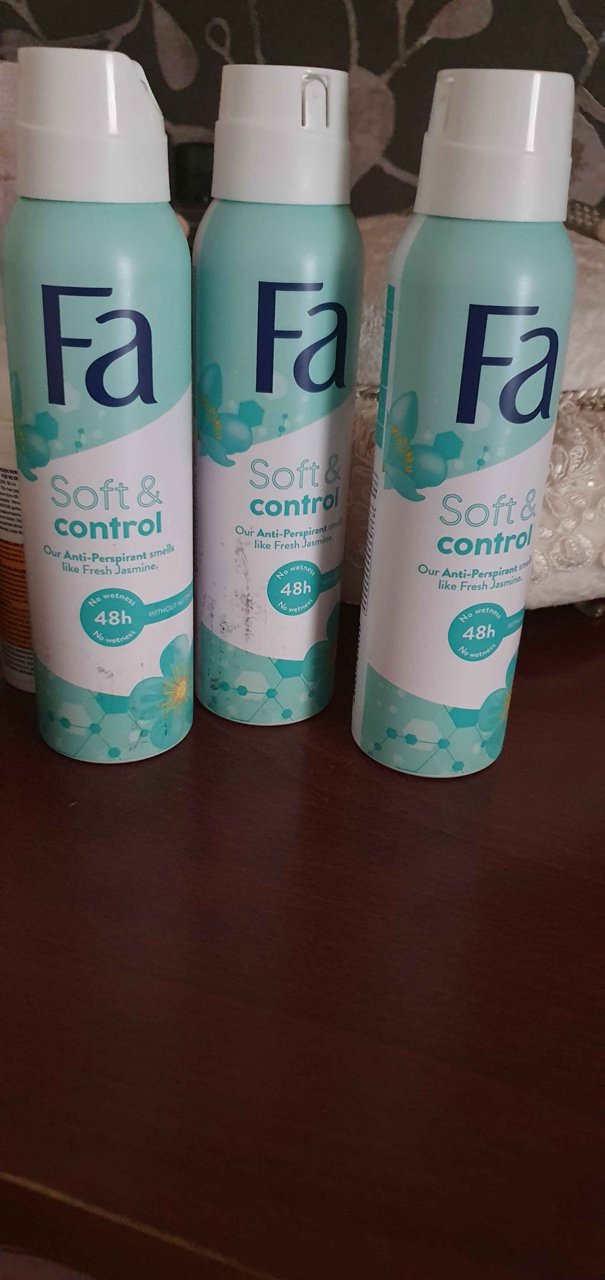 Fa
Soft &
control
Our Anti-Perspirant smells
like Fresh Jasmine.
No wetness
48h
No wetness
WITHOUT ALCO
Fa
Soft &
control
Our Anti-Perspirant
like Fresh Jasmine.
No wetness
48h
No wetness
Fa
Soft &
control
Our Anti-Perspirant smells
like Fresh Jasmine.
No wetness
48h
No wetness